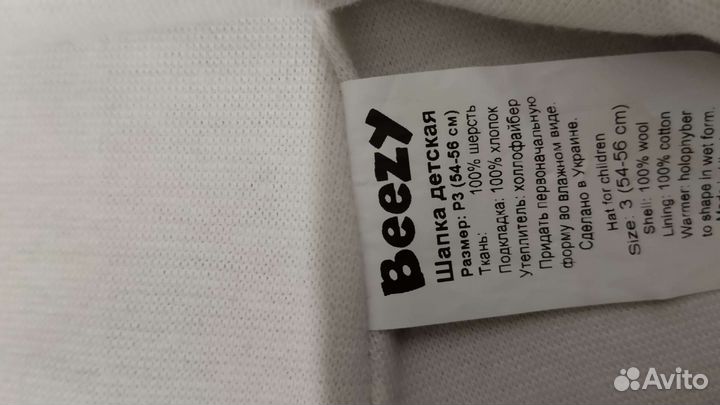 Beezy
Шапка детская
Размер: Р3 (54-56 см)
Ткань: 100% шерсть
Подкладка: 100% хлопок
Утеплитель: холлофайбер
Придать первоначальную
форму во влажном виде.
Сделано в Украине.
Hat for children
Size: 3 (54-56 cm)
Shell: 100% wool
Lining: 100% cotton
Warmer: holophyber
to shape in wet form.
Avito